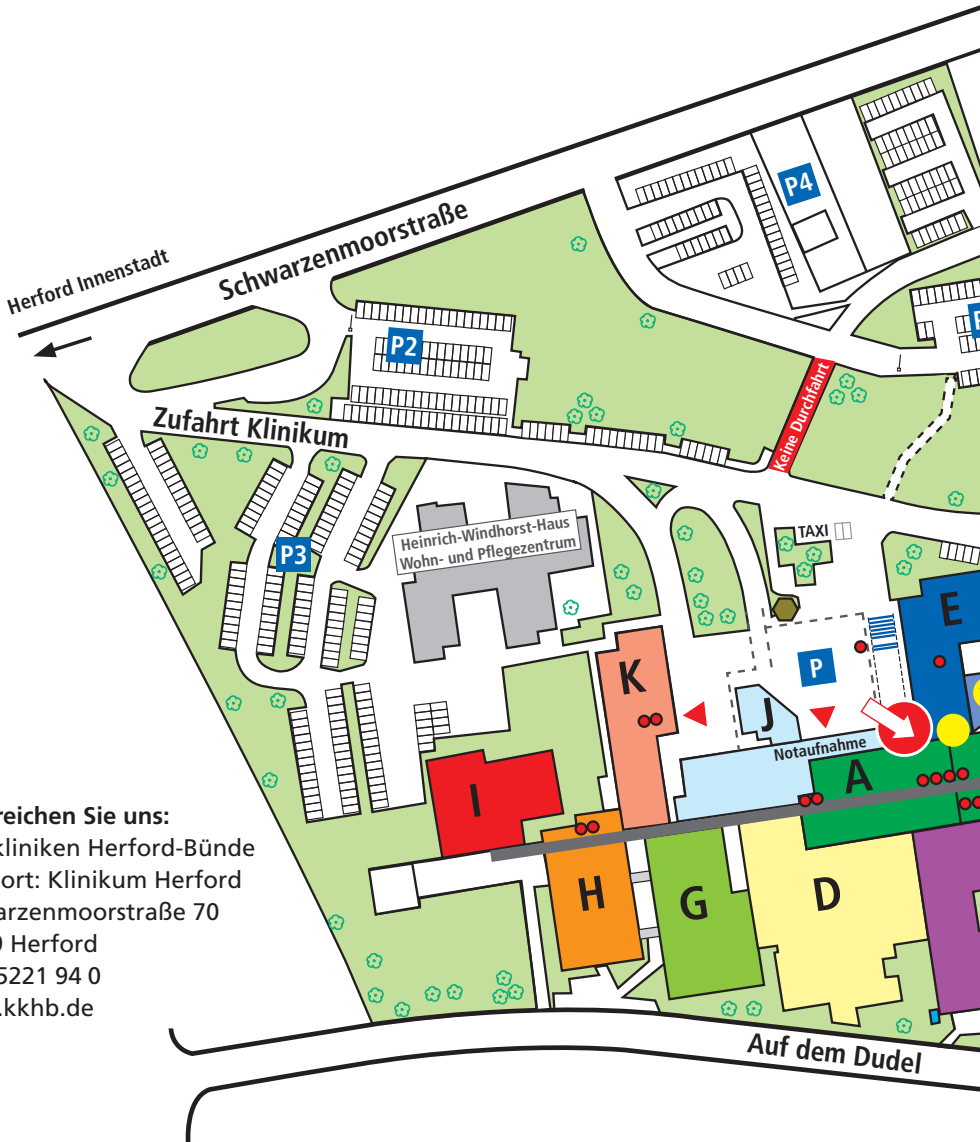 Herford Innenstadt
Schwarzenmoorstraße
P4
P2
Keine Durchfahrt
Zufahrt Klinikum
P3
Heinrich-Windhorst-Haus
Wohn- und Pflegezentrum
TAXI
E
P
K
J
Notaufnahme
A
I
H
G
D
reichen Sie uns:
kliniken Herford-Bünde
ort: Klinikum Herford
arzenmoorstraße 70
Herford
5221 94 0
.kkhb.de
Auf dem Dudel